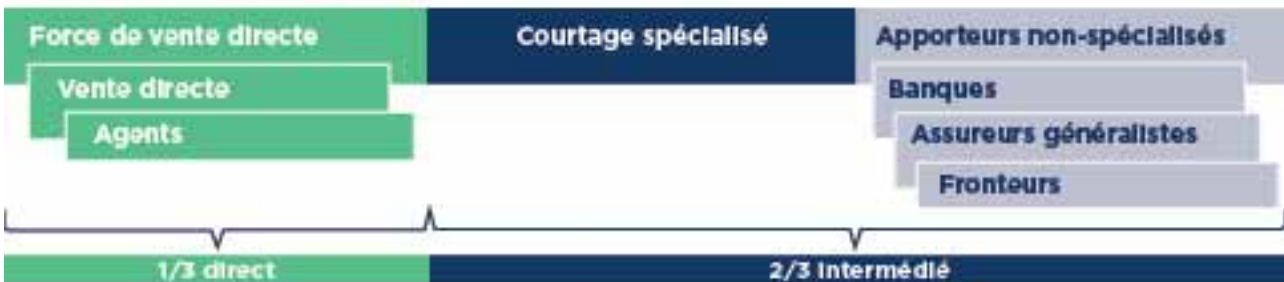 Force de vente directe
Vente directe
Agents
Courtage spécialisé
Apporteurs non-spécialisés
Banques
Assureurs généralistes
Fronteurs
1/3 direct
2/3 intermédié